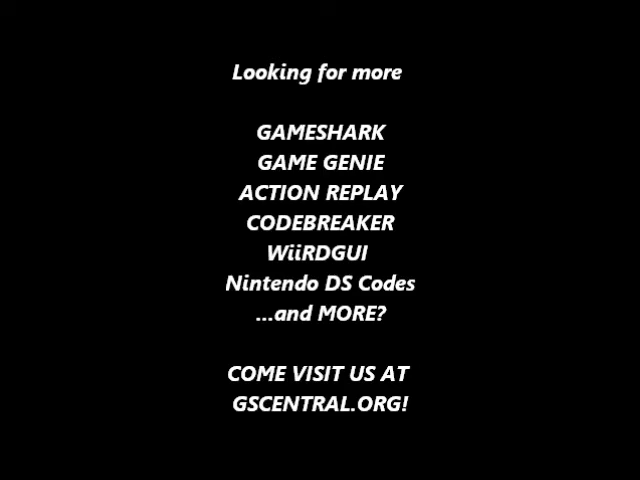 Looking for more
GAMESHARK
GAME GENIE
ACTION REPLAY
CODEBREAKER
WiiRDGUI
Nintendo DS Codes
...and MORE?
COME VISIT US AT
GSCENTRAL.ORG!